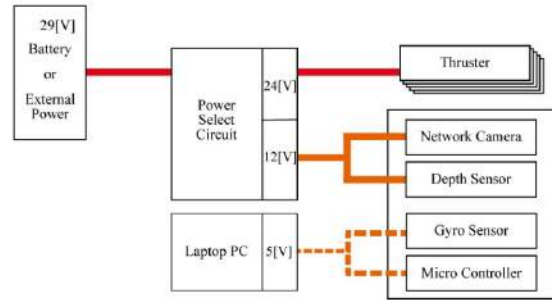 29[V]
Battery
or
External
Power
Power
Select
Circuit
24[V]
12[V]
Thruster
Network Camera
Depth Sensor
Laptop PC
5[V]
Gyro Sensor
Micro Controller